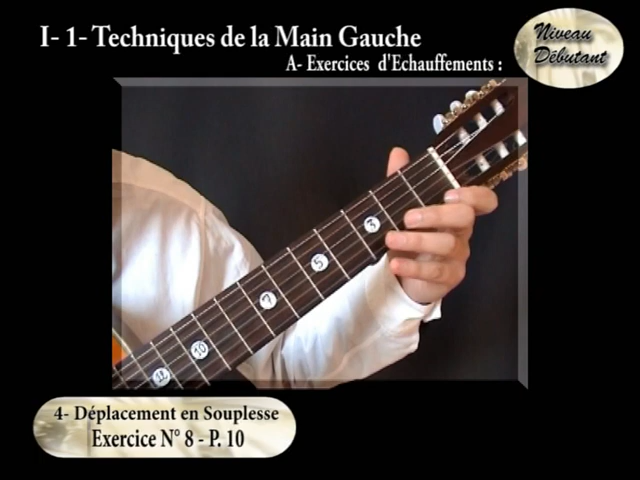 I- 1- Techniques de la Main Gauche
A- Exercices d'Echauffements :
Niveau
Débutant
3
5
7
10
12
4- Déplacement en Souplesse
Exercice N° 8 - P. 10